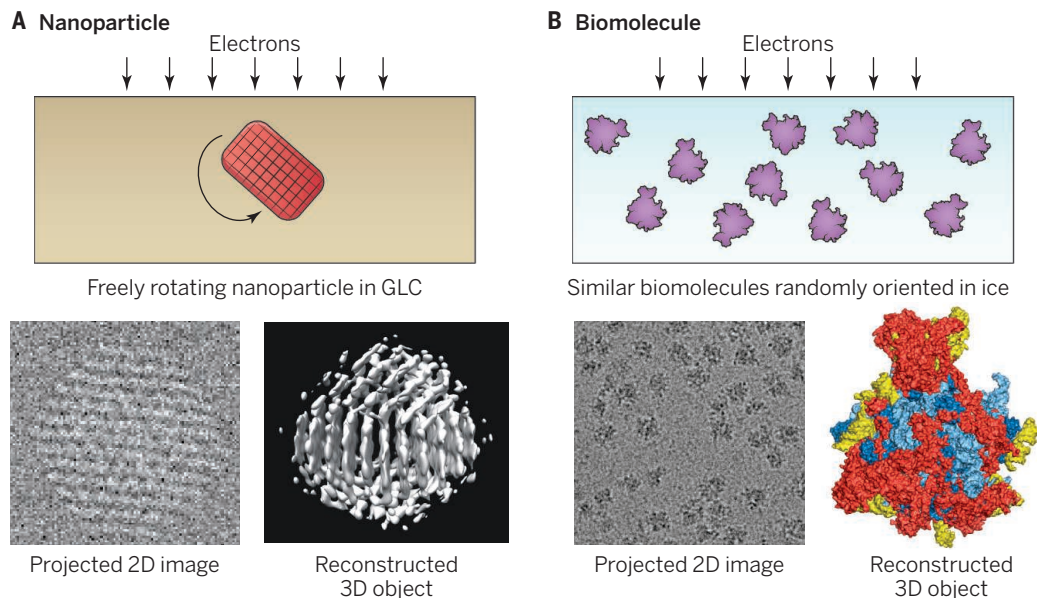 A Nanoparticle
Electrons
Freely rotating nanoparticle in GLC
Projected 2D image
Reconstructed
3D object
B Biomolecule
Electrons
Similar biomolecules randomly oriented in ice
Projected 2D image
Reconstructed
3D object